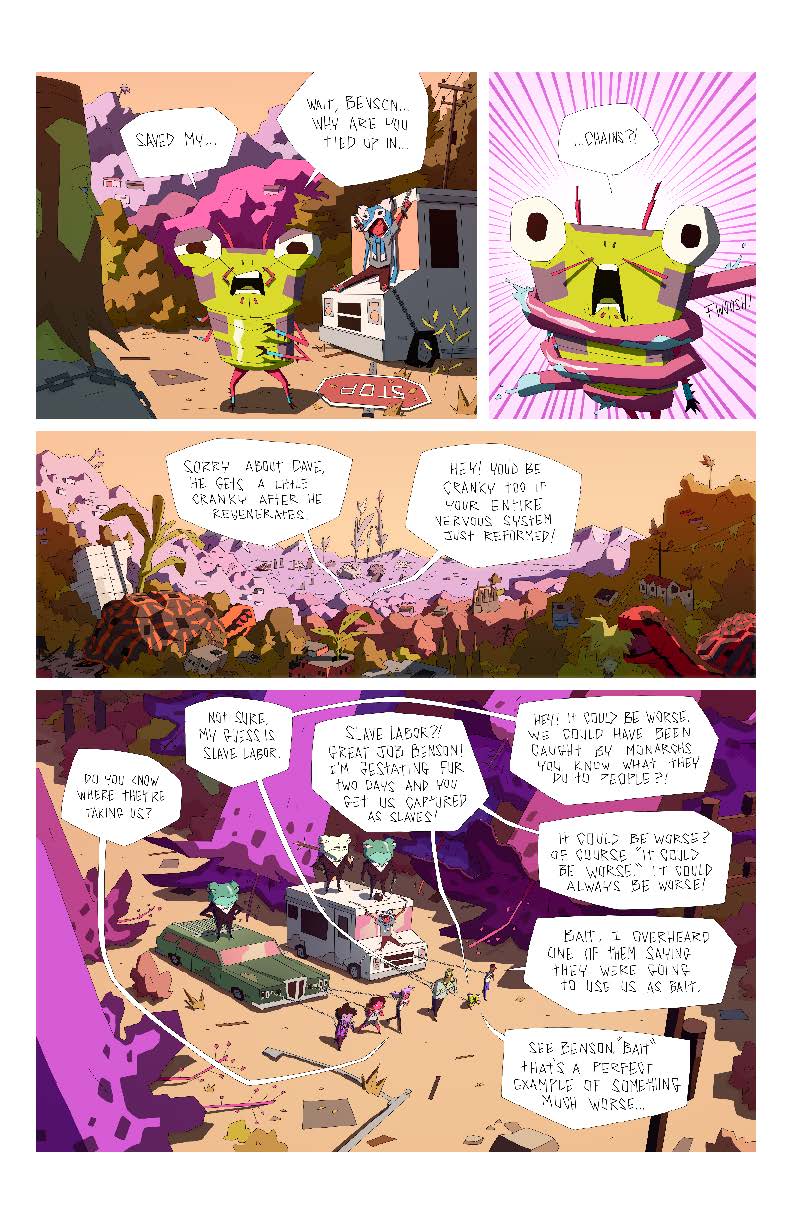 SAVED MY...
WAIT, BENSON...
WHY ARE YOU
TIED UP IN...
STOP
...CHAINS?!
FWOOSH!
SORRY ABOUT DAVE,
HE GETS A LITTLE
CRANKY AFTER HE
REGENERATES.
HEY! YOU'D BE
CRANKY TOO IF
YOUR ENTIRE
NERVOUS SYSTEM
JUST REFORMED!
DO YOU KNOW
WHERE THEY'RE
TAKING US?
NOT SURE,
MY GUESS IS
SLAVE LABOR.
SLAVE LABOR?!
GREAT JOB BENSON!
I'M GESTATING FUR
TWO DAYS AND YOU
GET US CAPTURED
AS SLAVES!
HEY! IT COULD BE WORSE.
WE COULD HAVE BEEN
CAUGHT BY MONARCHS
YOU KNOW WHAT THEY
DO TO PEOPLE?!
IT COULD BE WORSE?
OF COURSE "IT COULD
BE WORSE." IT COULD
ALWAYS BE WORSE!
BAIT, I OVERHEARD
ONE OF THEM SAYING
THEY WERE GOING
TO USE US AS BAIT.
SEE BENSON, "BAIT"
THAT'S A PERFECT
EXAMPLE OF SOMETHING
MUCH WORSE...